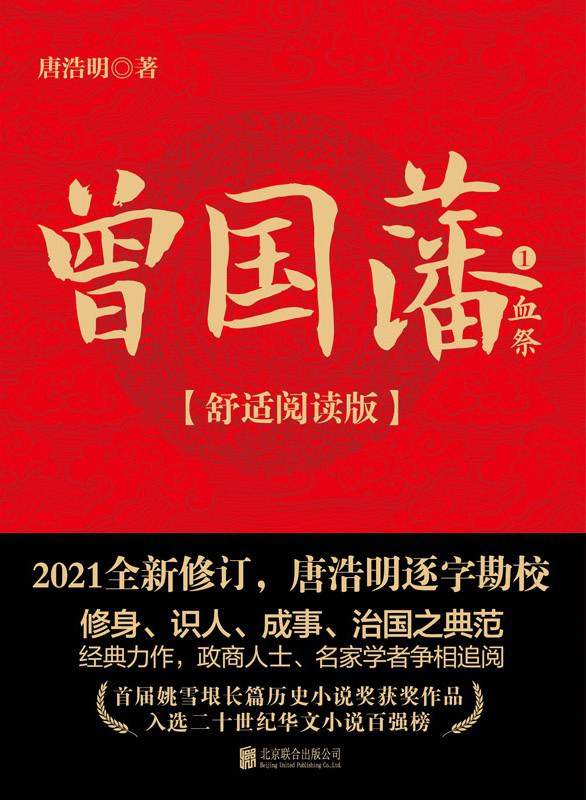 唐浩明◎著
曾国藩
1
血祭
【舒适阅读版】
2021全新修订，唐浩明逐字勘校
修身、识人、成事、治国之典范
经典力作，政商人士、名家学者争相追阅
首届姚雪垠长篇历史小说奖获奖作品
入选二十世纪华文小说百强榜
北京联合出版公司
Beijing United Publishing Co.,Ltd.